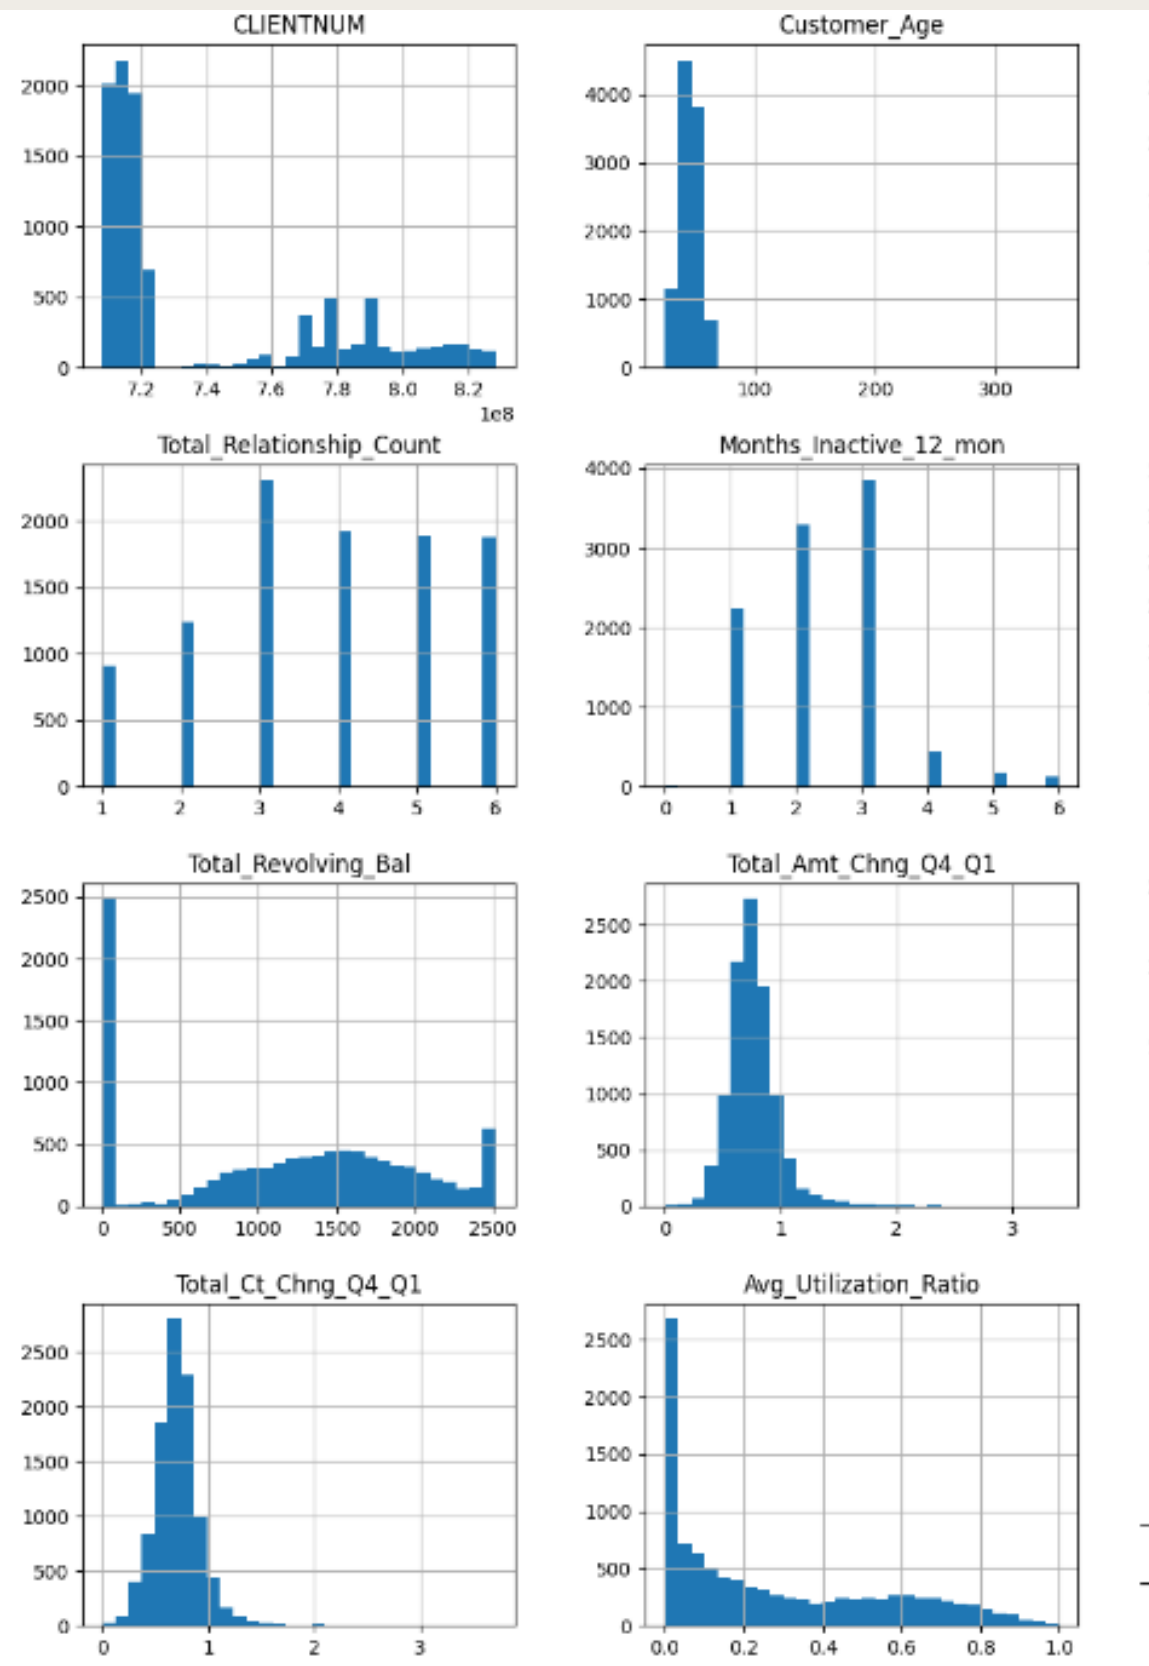 CLIENTNUM
2000
1500
1000
500
0
7.2 7.4 7.6 7.8 8.0 8.2
1e8
Customer_Age
4000
3000
2000
1000
0
100 200 300
Total_Relationship_Count
2000
1500
1000
500
0
1 2 3 4 5 6
Months_Inactive_12_mon
4000
3000
2000
1000
0
0 1 2 3 4 5 6
Total_Revolving_Bal
2500
2000
1500
1000
500
0
0 500 1000 1500 2000 2500
Total_Amt_Chng_Q4_Q1
2500
2000
1500
1000
500
0
0 1 2 3
Total_Ct_Chng_Q4_Q1
2500
2000
1500
1000
500
0
0 1 2 3
Avg_Utilization_Ratio
2500
2000
1500
1000
500
0
0.0 0.2 0.4 0.6 0.8 1.0